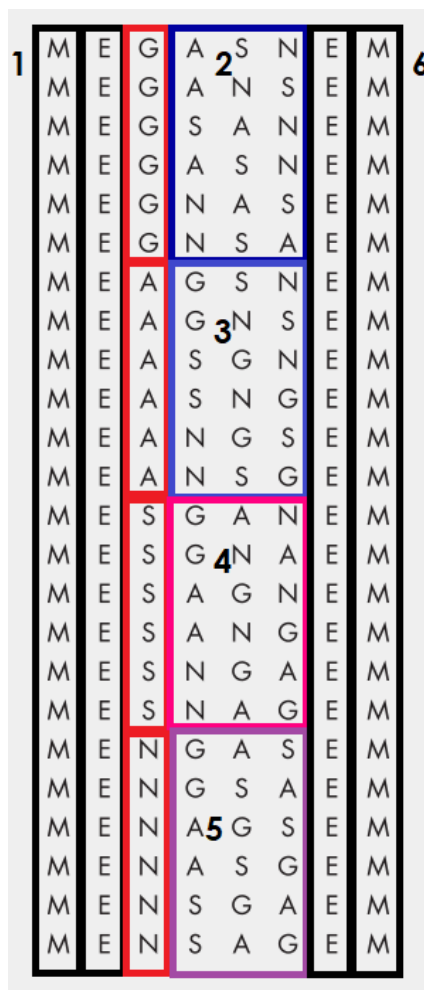 1 M E G A 2 S N E M 6
M E G A N S E M
M E G S A N E M
M E G A S N E M
M E G N A S E M
M E G N S A E M
M E A G S N E M
M E A G 3 N S E M
M E A S G N E M
M E A S N G E M
M E A N G S E M
M E A N S G E M
M E S G A N E M
M E S G 4 N A E M
M E S A G N E M
M E S A N G E M
M E S N G A E M
M E S N A G E M
M E N G A S E M
M E N G S A E M
M E N A 5 G S E M
M E N A S G E M
M E N S G A E M
M E N S A G E M